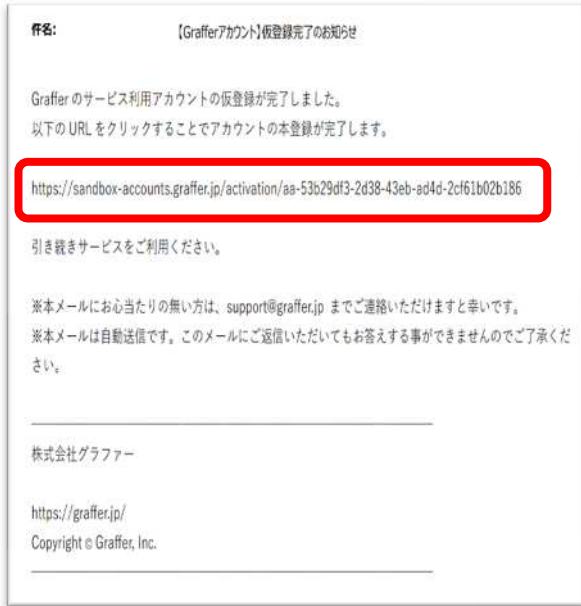 件名: 【Grafferアカウント】仮登録完了のお知らせ
Graffer のサービス利用アカウントの仮登録が完了しました。
以下の URL をクリックすることでアカウントの本登録が完了します。
https://sandbox-accounts.graffer.jp/activation/aa-53b29df3-2d38-43eb-ad4d-2cf61b02b186
引き続きサービスをご利用ください。
※本メールにお心当たりの無い方は、support@graffer.jp までご連絡いただけますと幸いです。
※本メールは自動送信です。このメールにご返信いただいてもお答えする事ができませんのでご了承くだ
さい。
株式会社グラファー
https://graffer.jp/
Copyright © Graffer, Inc.